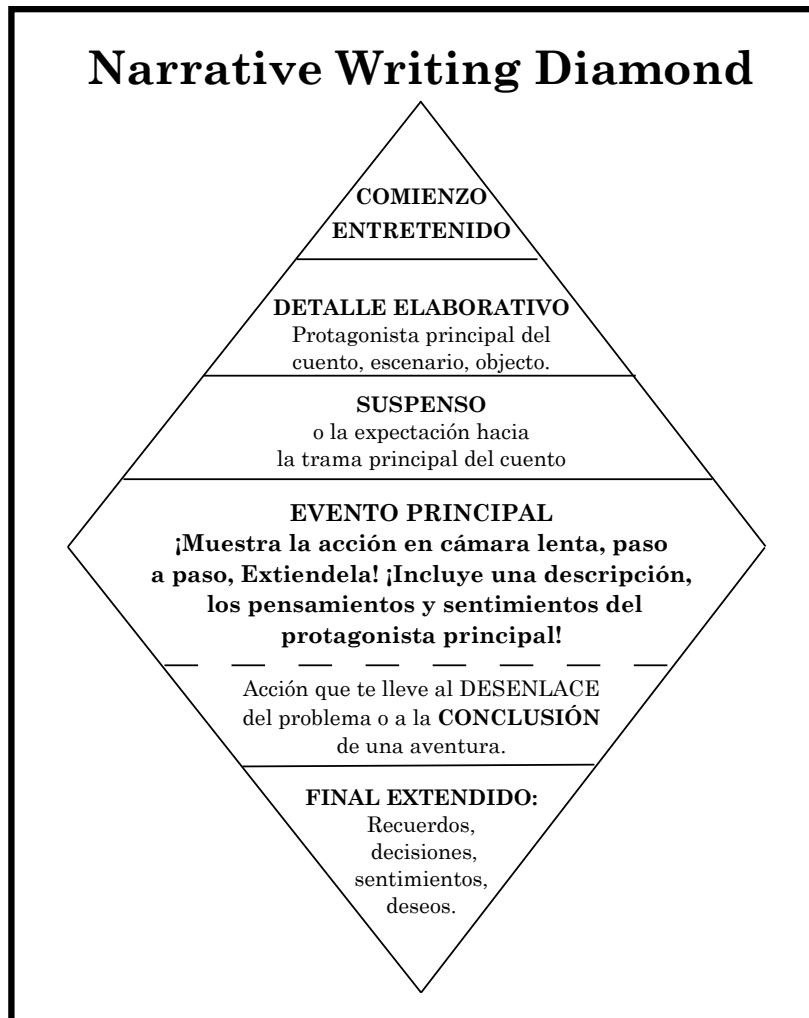 Narrative Writing Diamond
COMIENZO
ENTRETENIDO
DETALLE ELABORATIVO
Protagonista principal del
cuento, escenario, objecto.
SUSPENSO
o la expectación hacia
la trama principal del cuento
EVENTO PRINCIPAL
¡Muestra la acción en cámara lenta, paso
a paso, Extiendela! ¡Incluye una descripción,
los pensamientos y sentimientos del
protagonista principal!
Acción que te lleve al DESENLACE
del problema o a la CONCLUSIÓN
de una aventura.
FINAL EXTENDIDO:
Recuerdos,
decisiones,
sentimientos,
deseos.